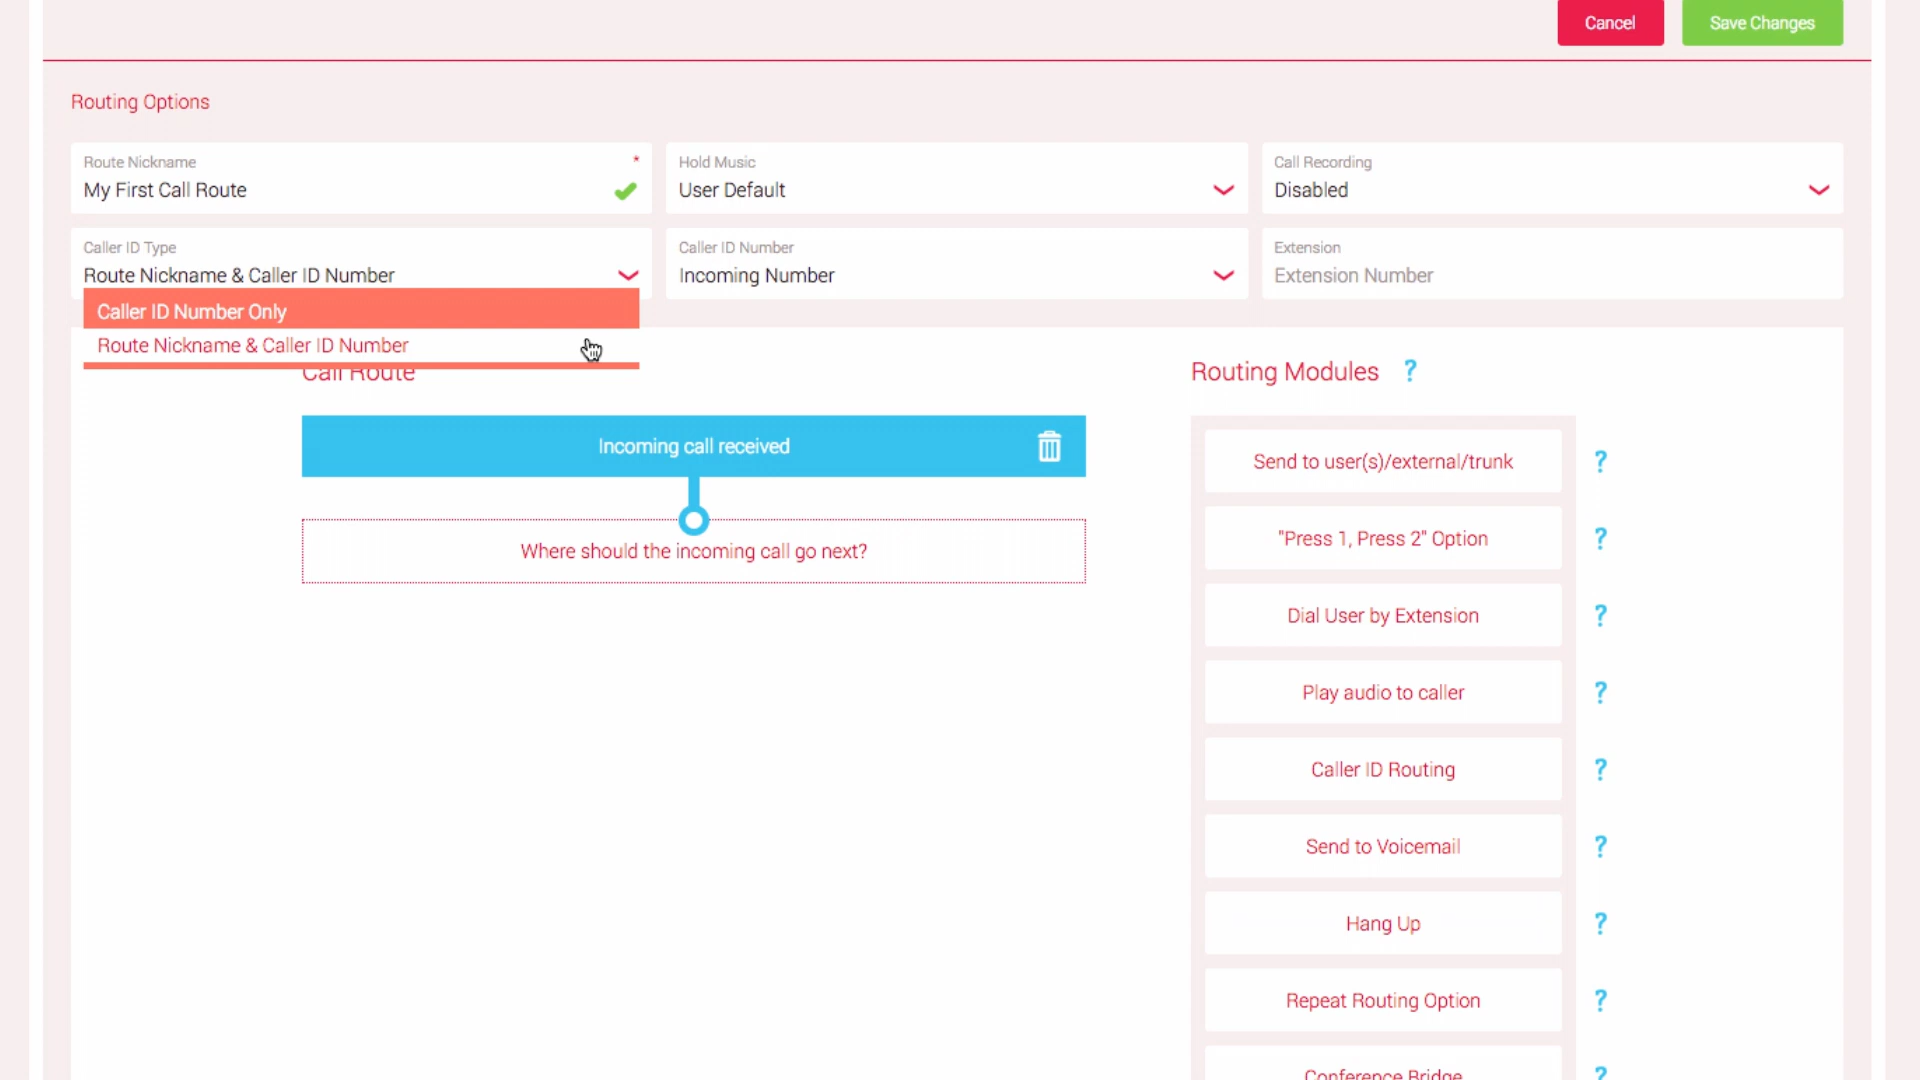 Cancel
Save Changes
Routing Options
Route Nickname *
My First Call Route
Hold Music
User Default
Call Recording
Disabled
Caller ID Type
Route Nickname & Caller ID Number
Caller ID Number
Incoming Number
Extension
Extension Number
Caller ID Number Only
Route Nickname & Caller ID Number
Call Route
Routing Modules ?
Incoming call received
Where should the incoming call go next?
Send to user(s)/external/trunk ?
"Press 1, Press 2" Option ?
Dial User by Extension ?
Play audio to caller ?
Caller ID Routing ?
Send to Voicemail ?
Hang Up ?
Repeat Routing Option ?
Conference Bridge ?